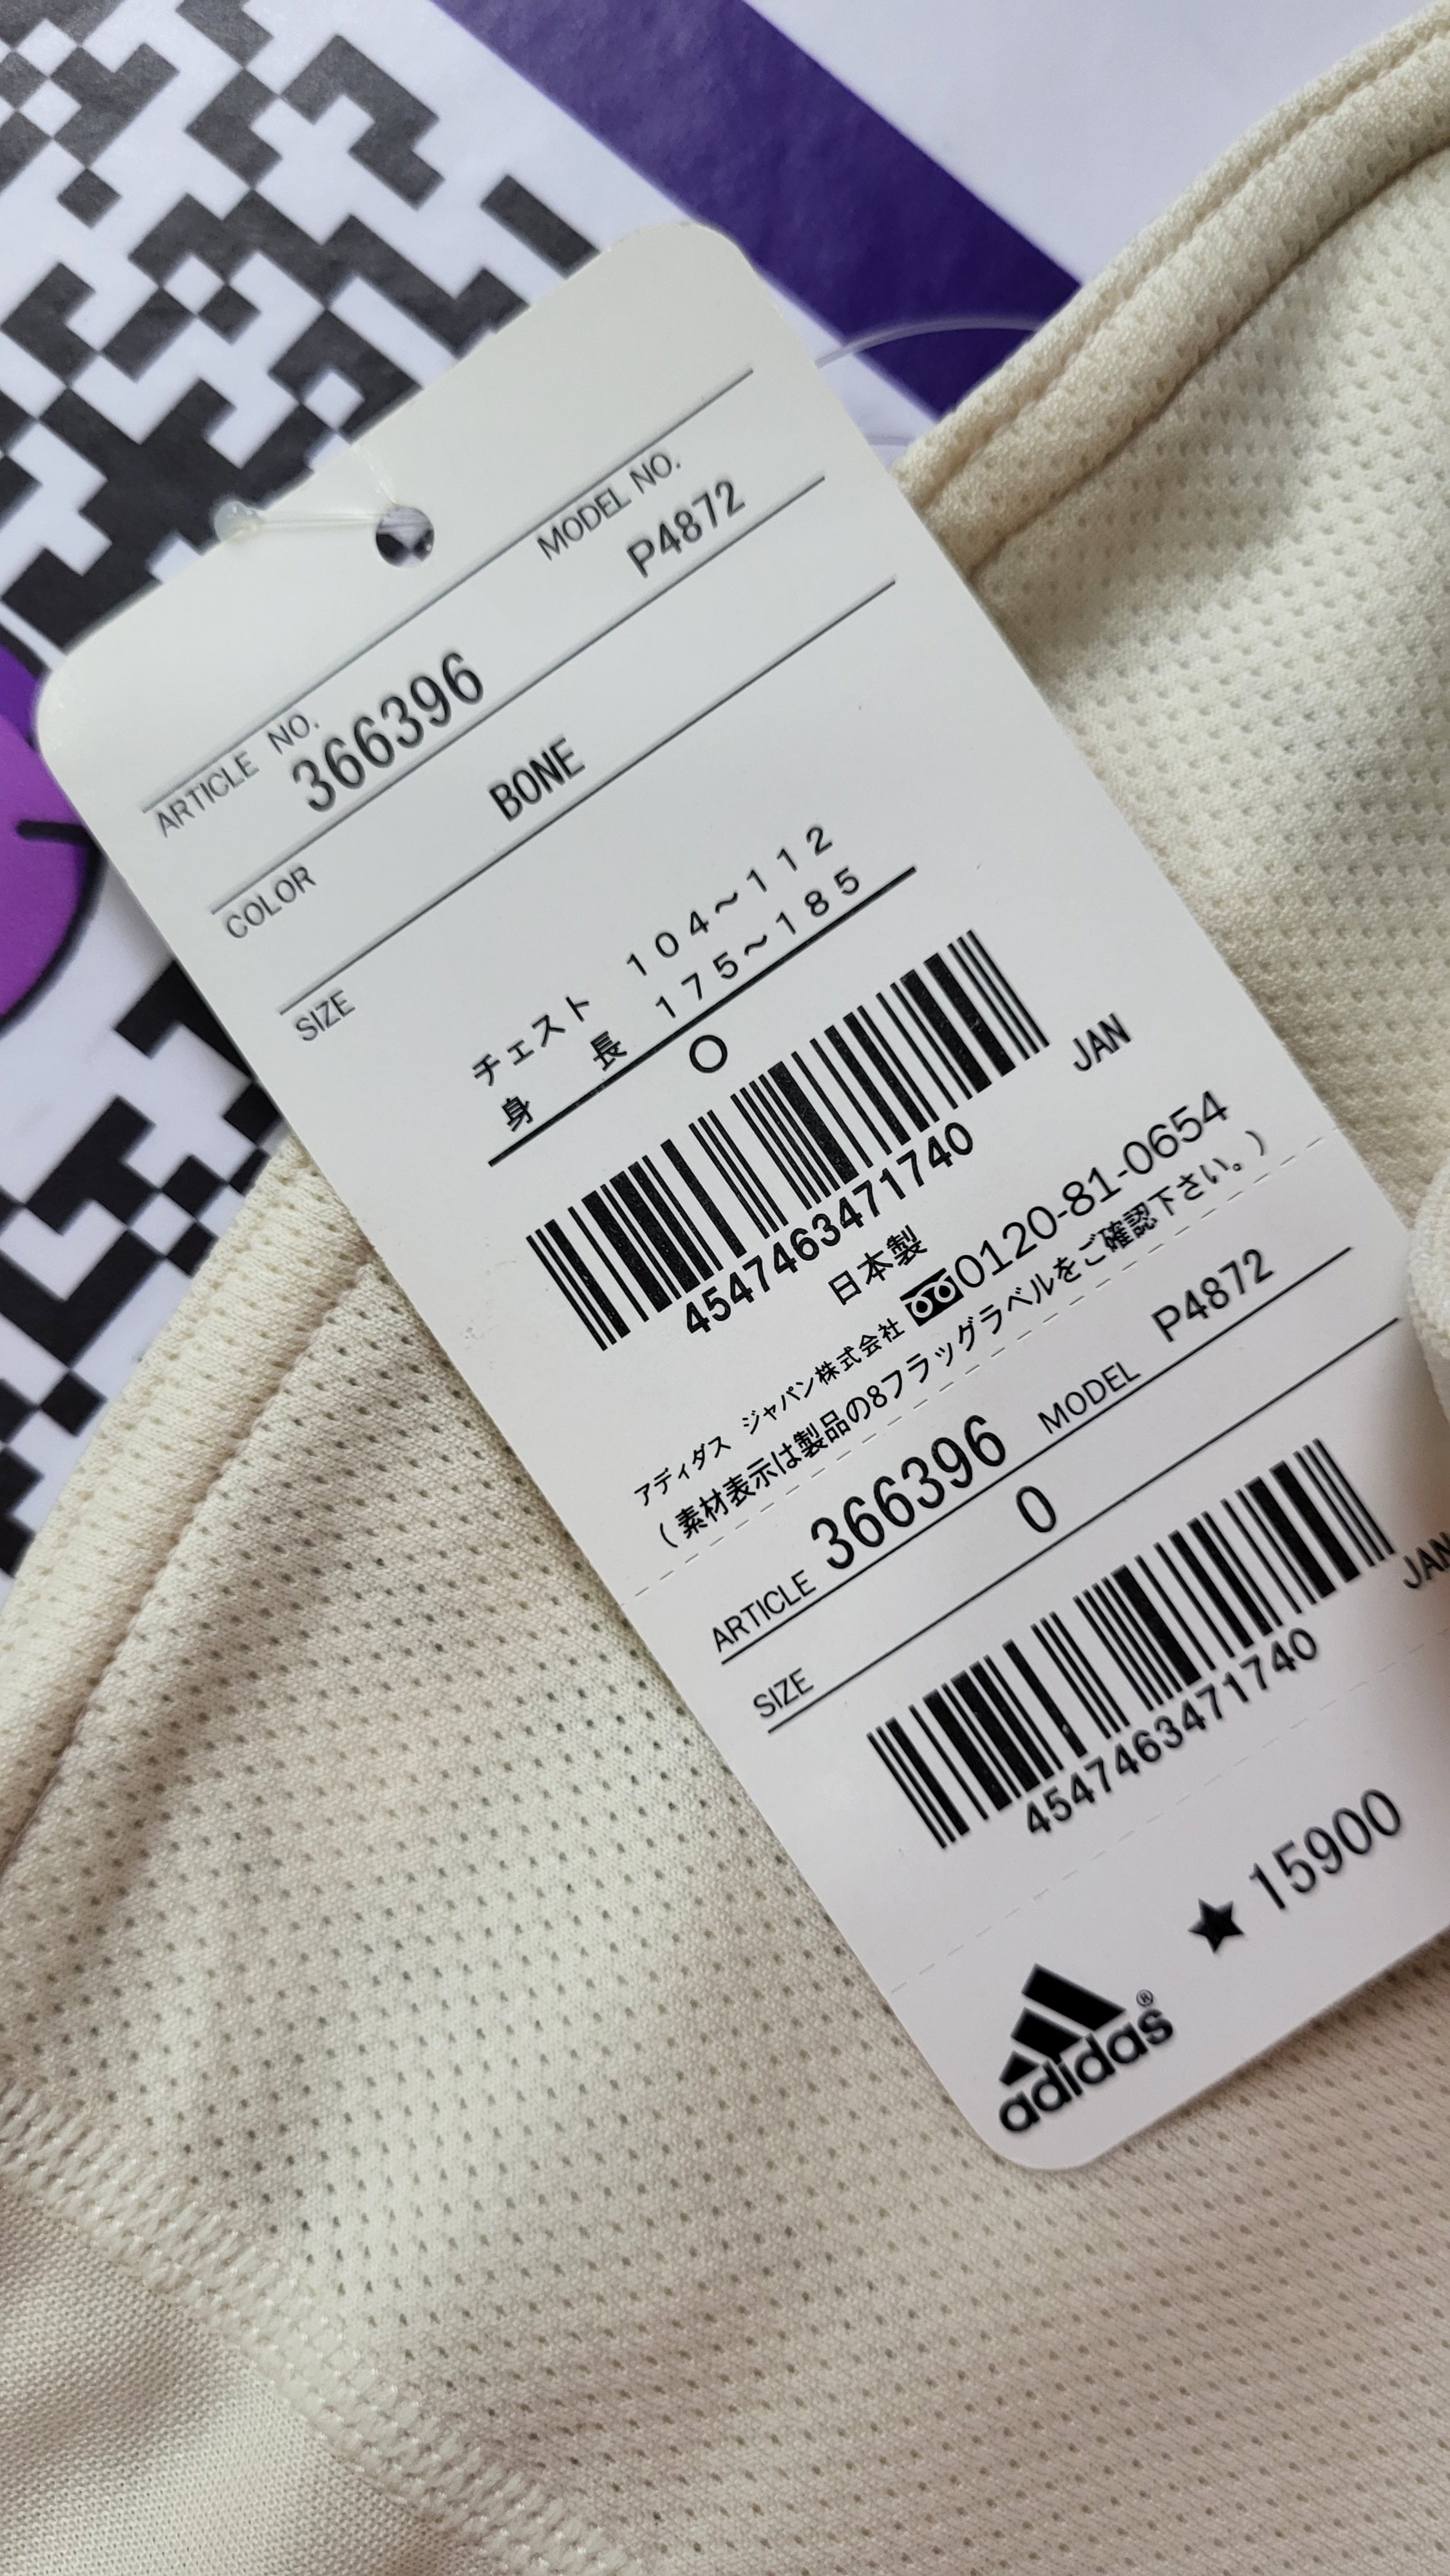 MODEL NO.
P4872
ARTICLE NO.
366396
COLOR
BONE
SIZE
チェスト 104~112
身長 175~185
O
4547463471740
JAN
日本製
アディダス ジャパン株式会社 0120-81-0654
(素材表示は製品の8フラッグラベルをご確認下さい。)
ARTICLE 366396 MODEL P4872
SIZE O
4547463471740
JAN
★ 15900
adidas®